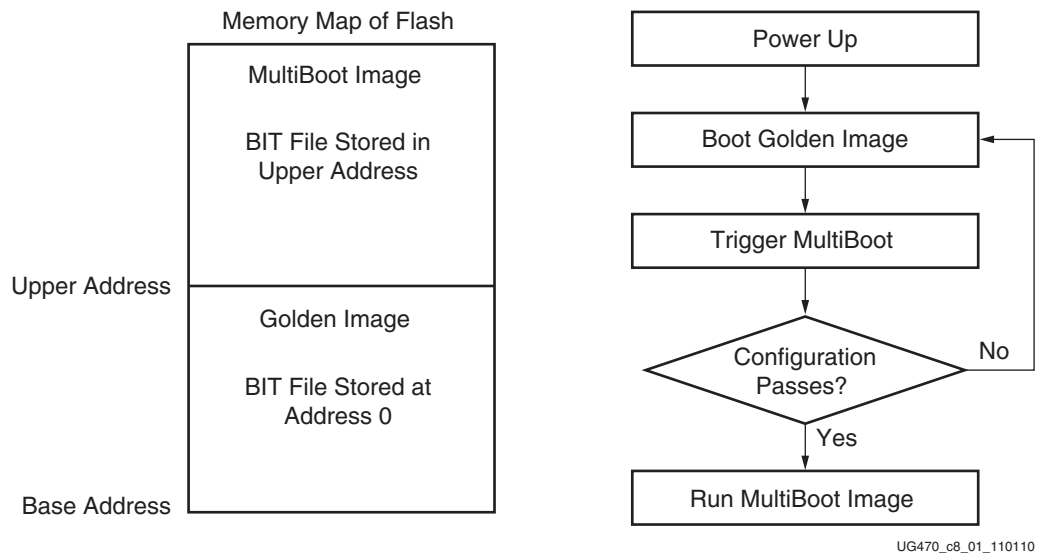 Memory Map of Flash
MultiBoot Image
BIT File Stored in
Upper Address
Upper Address
Golden Image
BIT File Stored at
Address 0
Base Address
Power Up
Boot Golden Image
Trigger MultiBoot
Configuration
Passes?
No
Yes
Run MultiBoot Image
UG470_c8_01_110110